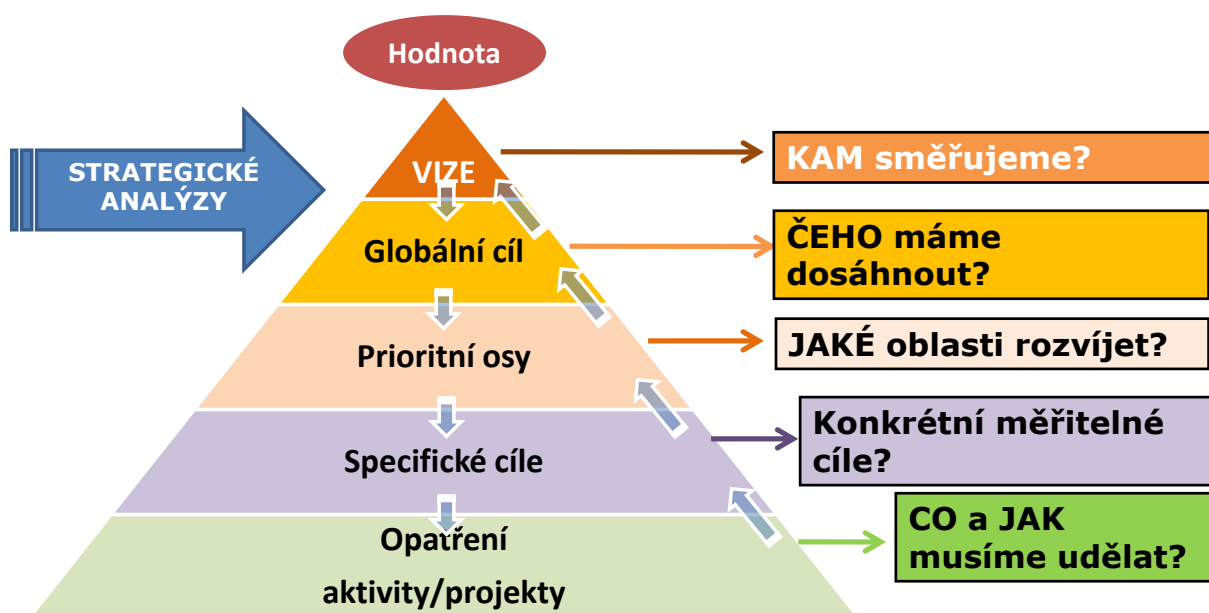 Hodnota
STRATEGICKÉ
ANALÝZY
VIZE
KAM směřujeme?
Globální cíl
ČEHO máme
dosáhnout?
Prioritní osy
JAKÉ oblasti rozvíjet?
Specifické cíle
Konkrétní měřitelné
cíle?
Opatření
aktivity/projekty
CO a JAK
musíme udělat?